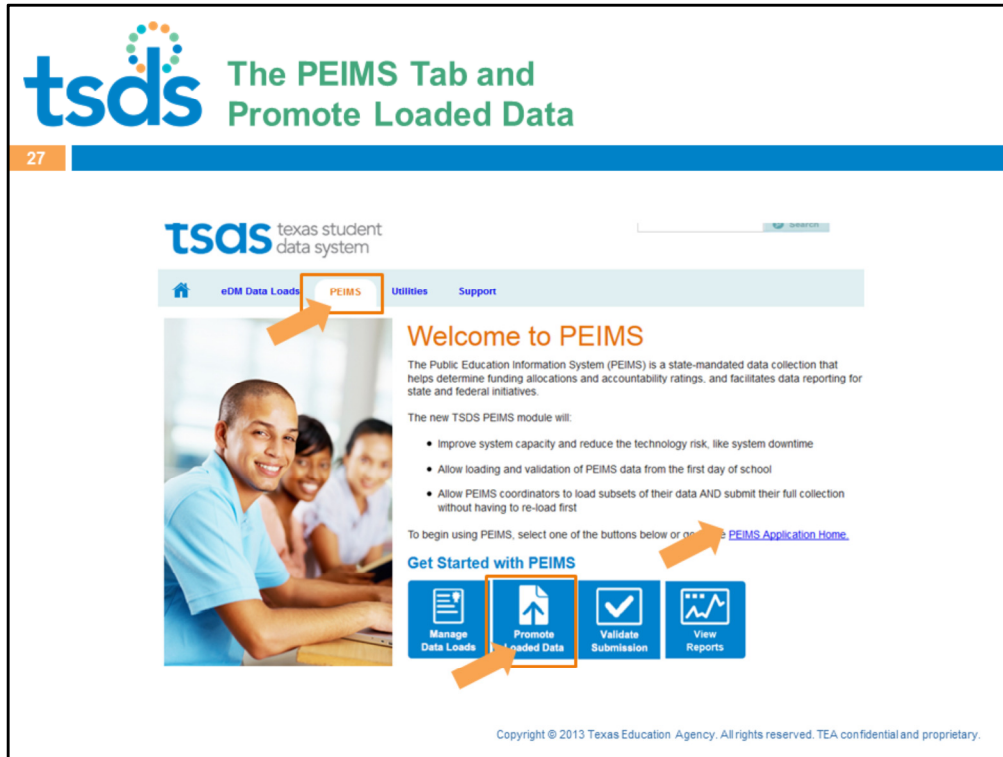 tsds
The PEIMS Tab and
Promote Loaded Data
27
tsds texas student
data system
Search
eDM Data Loads PEIMS Utilities Support
Welcome to PEIMS
The Public Education Information System (PEIMS) is a state-mandated data collection that
helps determine funding allocations and accountability ratings, and facilitates data reporting for
state and federal initiatives.
The new TSDS PEIMS module will:
• Improve system capacity and reduce the technology risk, like system downtime
• Allow loading and validation of PEIMS data from the first day of school
• Allow PEIMS coordinators to load subsets of their data AND submit their full collection
without having to re-load first
To begin using PEIMS, select one of the buttons below or PEIMS Application Home.
Get Started with PEIMS
Manage
Data Loads
Promote
Loaded Data
Validate
Submission
View
Reports
Copyright © 2013 Texas Education Agency. All rights reserved. TEA confidential and proprietary.